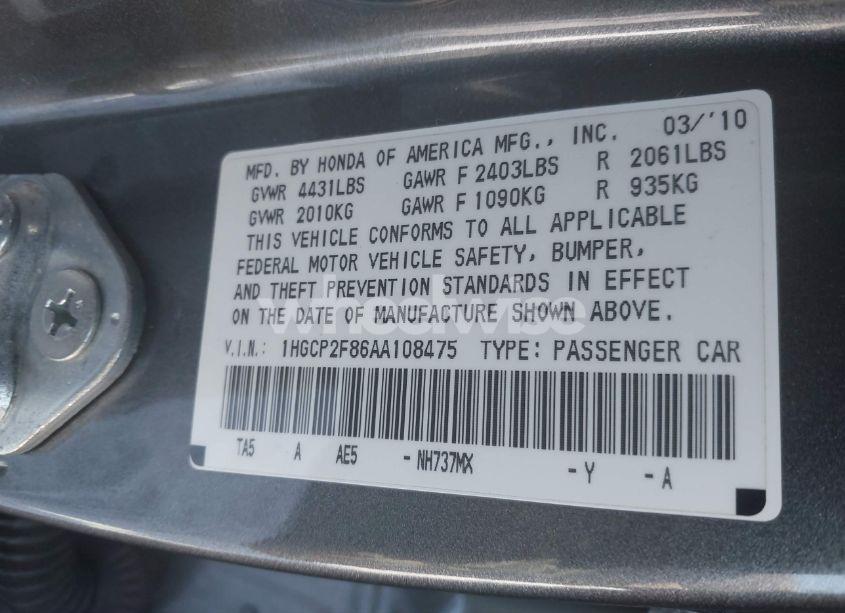 MFD. BY HONDA OF AMERICA MFG., INC. 03/'10
GVWR 4431LBS GAWR F 2403LBS R 2061LBS
GVWR 2010KG GAWR F 1090KG R 935KG
THIS VEHICLE CONFORMS TO ALL APPLICABLE
FEDERAL MOTOR VEHICLE SAFETY, BUMPER,
AND THEFT PREVENTION STANDARDS IN EFFECT
ON THE DATE OF MANUFACTURE SHOWN ABOVE.
wheelwise
V.I.N.: 1HGCP2F86AA108475 TYPE: PASSENGER CAR
TA5 A AE5 - NH737MX - Y - A